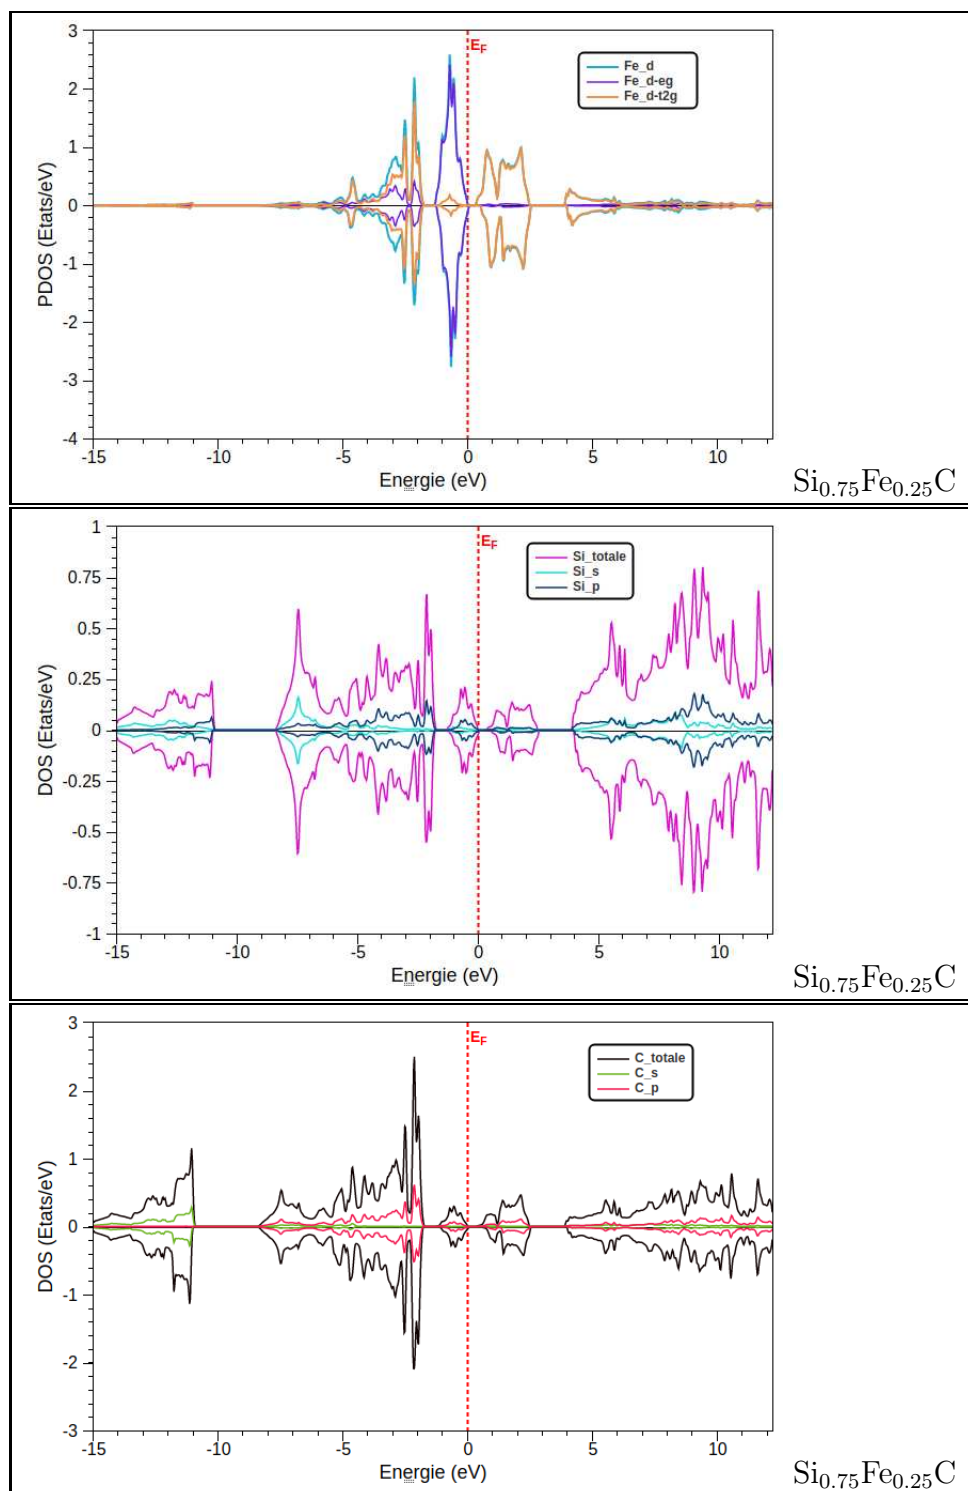 3
2
1
0
-1
-2
-3
-4
PDOS (Etats/eV)
E_F
Fe_d
Fe_d-eg
Fe_d-t2g
-15 -10 -5 0 5 10
Energie (eV)
Si0.75Fe0.25C
1
0.75
0.5
0.25
0
-0.25
-0.5
-0.75
-1
DOS (Etats/eV)
E_F
Si_totale
Si_s
Si_p
-15 -10 -5 0 5 10
Energie (eV)
Si0.75Fe0.25C
3
2
1
0
-1
-2
-3
DOS (Etats/eV)
E_F
C_totale
C_s
C_p
-15 -10 -5 0 5 10
Energie (eV)
Si0.75Fe0.25C